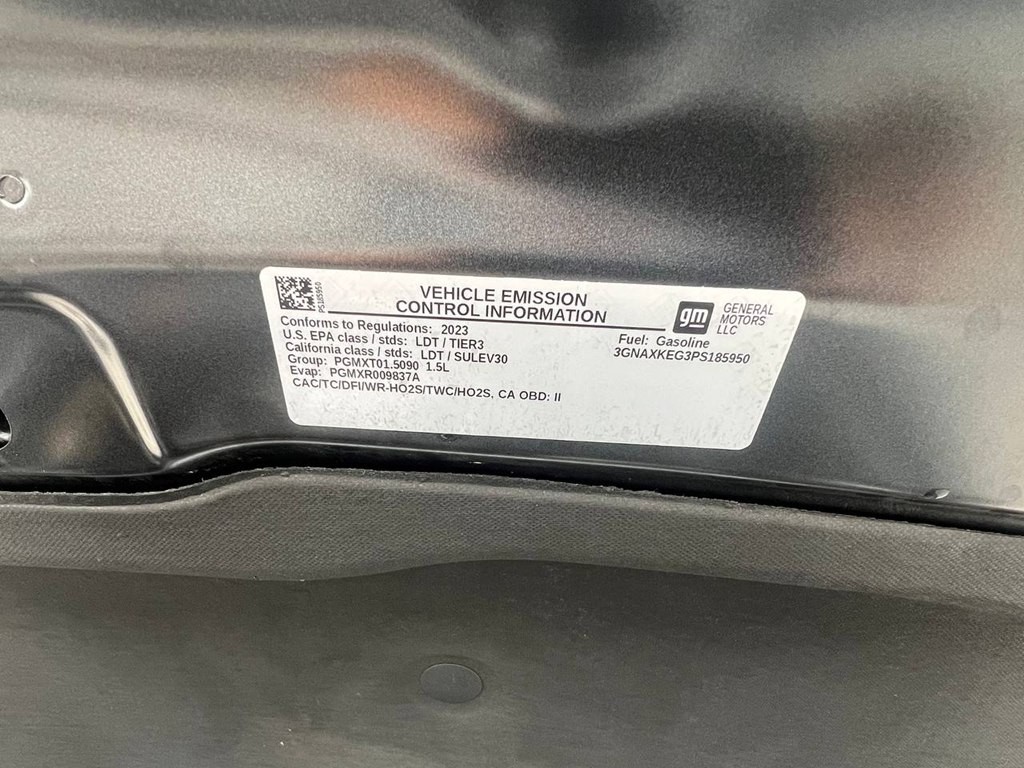 PS185950
VEHICLE EMISSION
CONTROL INFORMATION
gm
GENERAL
MOTORS
LLC
Conforms to Regulations: 2023
U.S. EPA class / stds: LDT / TIER3
California class / stds: LDT / SULEV30
Group: PGMXT01.5090 1.5L
Evap: PGMXR009837A
CAC/TC/DFI/WR-HO2S/TWC/HO2S, CA OBD: II
Fuel: Gasoline
3GNAXKEG3PS185950